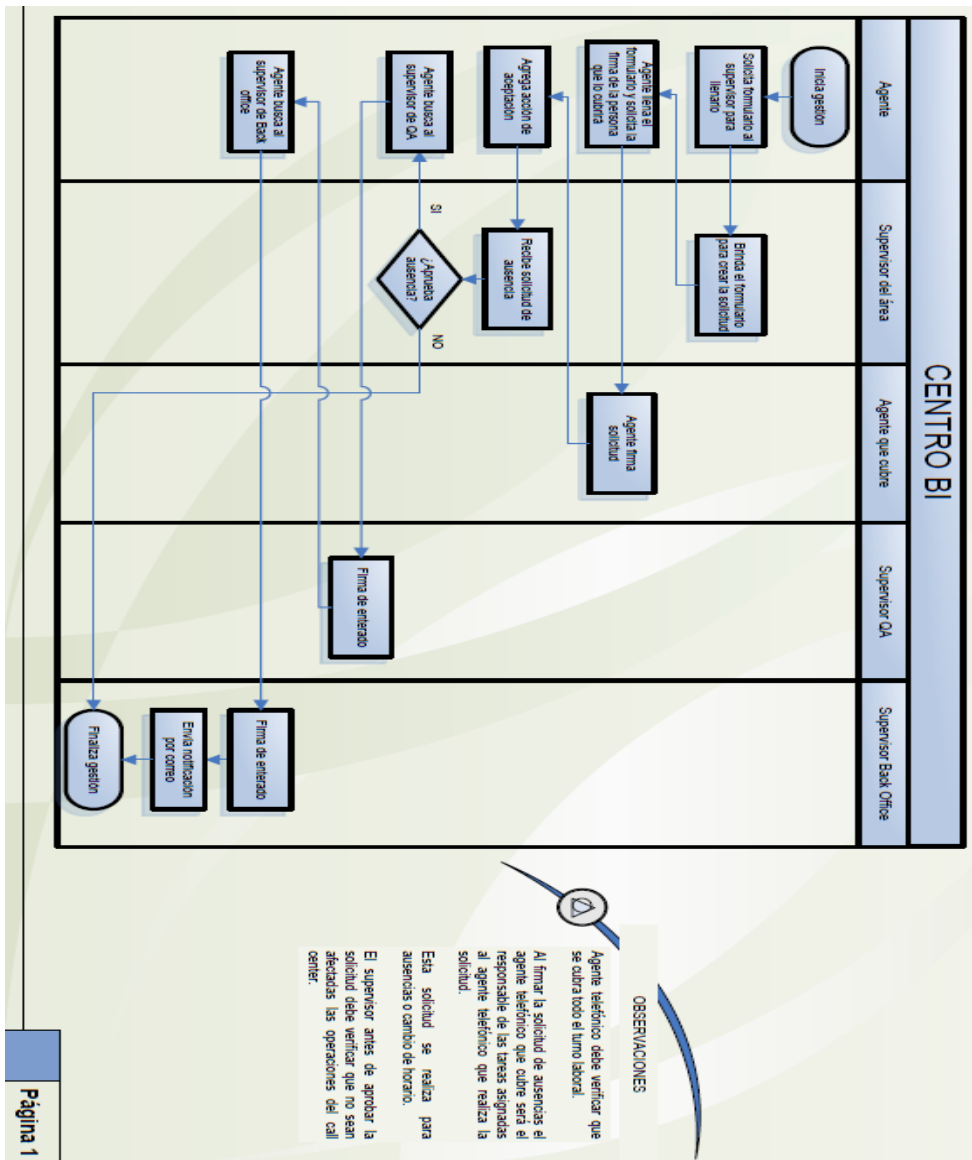 CENTRO BI
Agente
Supervisor del área
Agente que cubre
Supervisor QA
Supervisor Back Office
Inicia gestión
Solicita formulario al
supervisor para
llenarlo
Brinda el formulario
para crear la solicitud
Agente llena el
formulario y solicita la
firma de la persona
que lo cubrira
Agente firma
solicitud
Agrega acción de
aceptación
Recibe solicitud de
ausencia
¿Aprueba
ausencia?
SI
NO
Agente busca al
supervisor de QA
Firma de enterado
Agente busca al
supervisor de Back
office
Firma de enterado
Envía notificación
por correo
Finaliza gestión
OBSERVACIONES
Agente telefónico debe verificar que
se cubra todo el turno laboral.
Al firmar la solicitud de ausencias el
agente telefónico que cubre será el
responsable de las tareas asignadas
al agente telefónico que realiza la
solicitud.
Esta solicitud se realiza para
ausencias o cambio de horario.
El supervisor antes de aprobar la
solicitud debe verificar que no sean
afectadas las operaciones del call
center.
Página 1